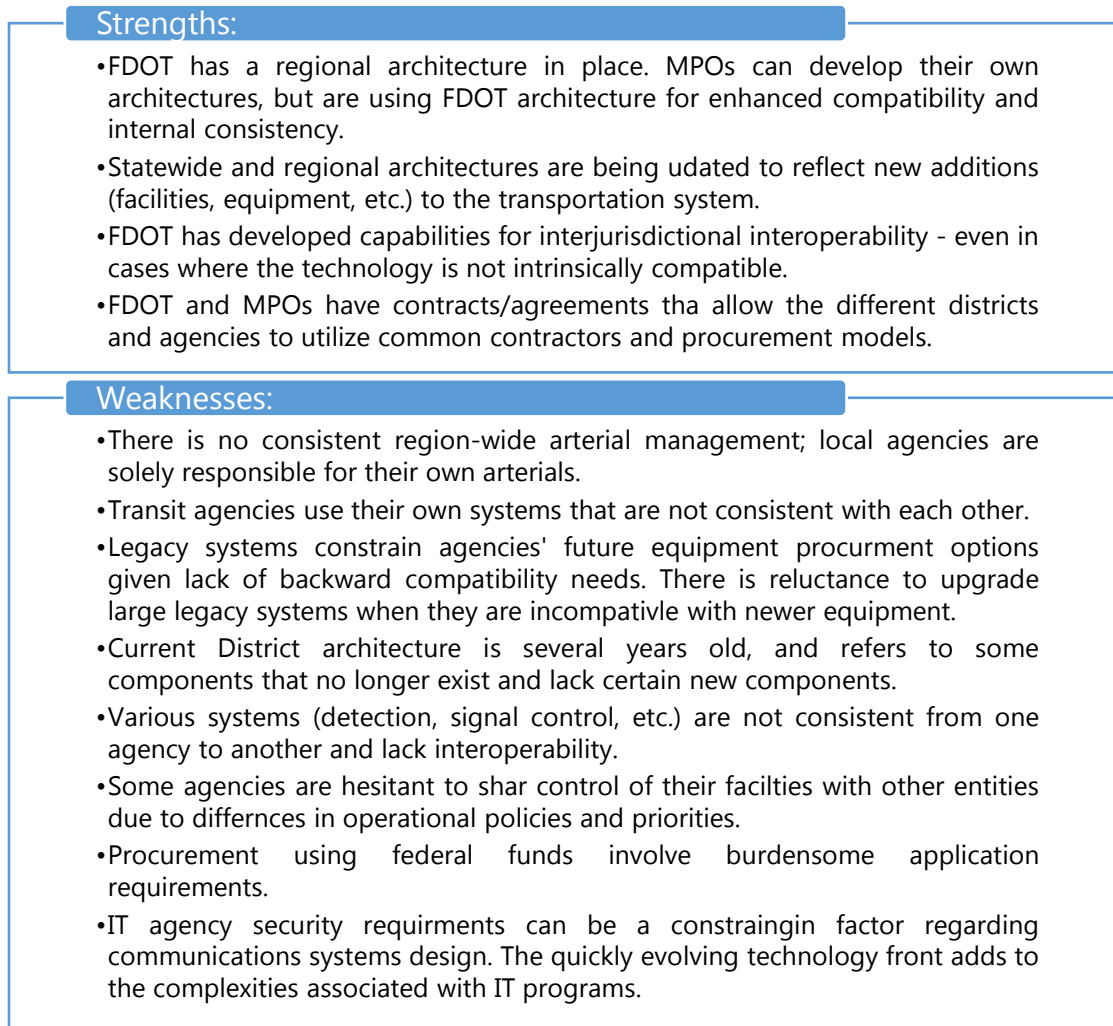 Strengths:
•FDOT has a regional architecture in place. MPOs can develop their own
architectures, but are using FDOT architecture for enhanced compatibility and
internal consistency.
•Statewide and regional architectures are being udated to reflect new additions
(facilities, equipment, etc.) to the transportation system.
•FDOT has developed capabilities for interjurisdictional interoperability - even in
cases where the technology is not intrinsically compatible.
•FDOT and MPOs have contracts/agreements tha allow the different districts
and agencies to utilize common contractors and procurement models.
Weaknesses:
•There is no consistent region-wide arterial management; local agencies are
solely responsible for their own arterials.
•Transit agencies use their own systems that are not consistent with each other.
•Legacy systems constrain agencies' future equipment procurment options
given lack of backward compatibility needs. There is reluctance to upgrade
large legacy systems when they are incompativle with newer equipment.
•Current District architecture is several years old, and refers to some
components that no longer exist and lack certain new components.
•Various systems (detection, signal control, etc.) are not consistent from one
agency to another and lack interoperability.
•Some agencies are hesitant to shar control of their facilties with other entities
due to differnces in operational policies and priorities.
•Procurement using federal funds involve burdensome application
requirements.
•IT agency security requirments can be a constraingin factor regarding
communications systems design. The quickly evolving technology front adds to
the complexities associated with IT programs.